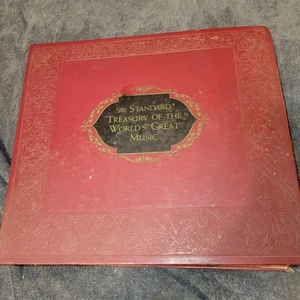 The Standard
Treasury of the
World's Great
Music